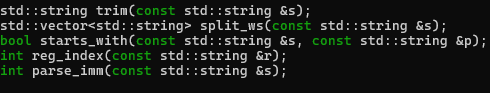 std::string trim(const std::string &s);
std::vector<std::string> split_ws(const std::string &s);
bool starts_with(const std::string &s, const std::string &p);
int reg_index(const std::string &r);
int parse_imm(const std::string &s);